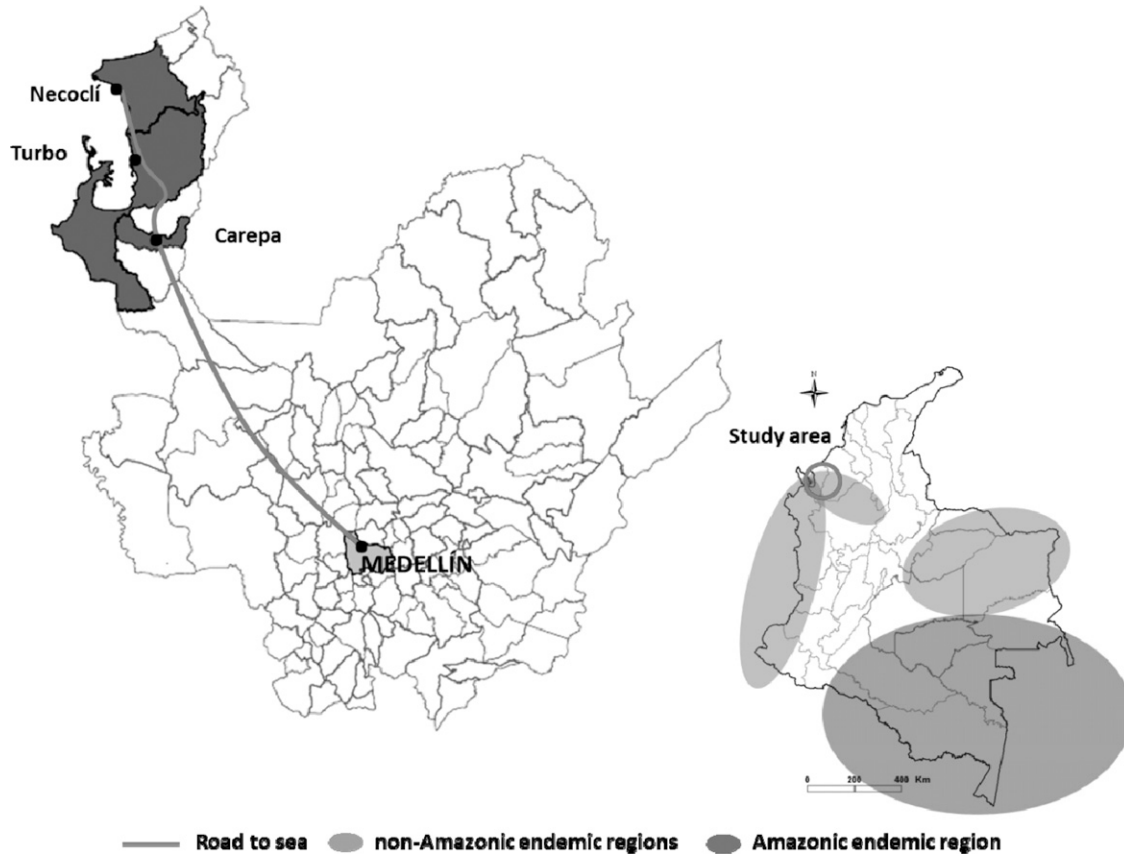 Necoclí
Turbo
Carepa
MEDELLÍN
N
Study area
0 200 400 Km
Road to sea non-Amazonic endemic regions Amazonic endemic region